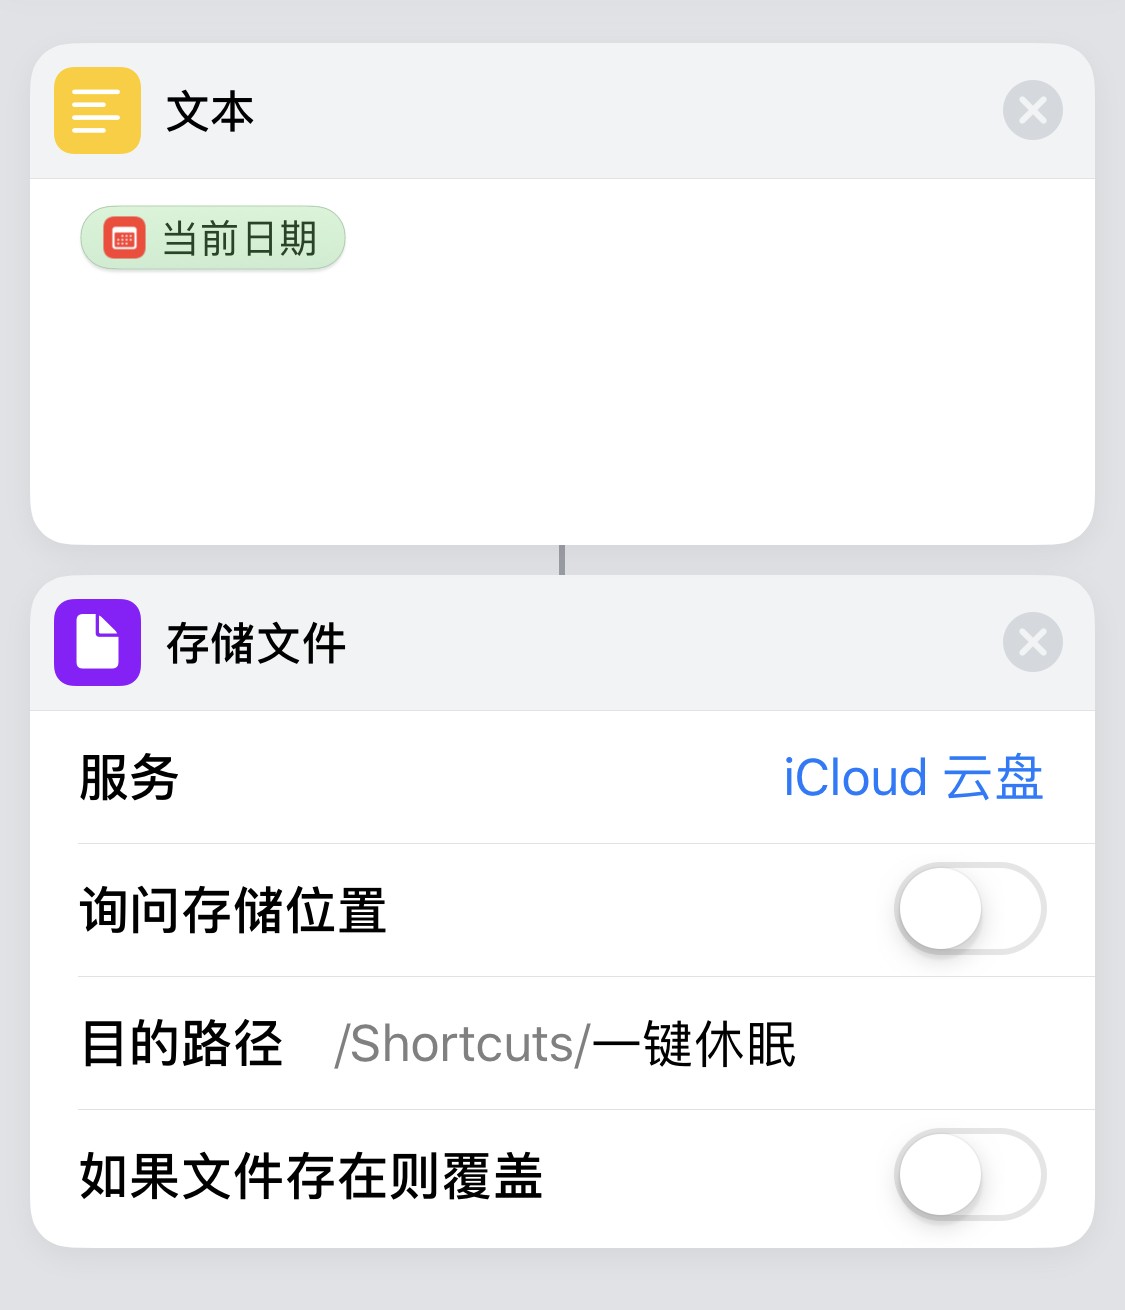 文本
当前日期
存储文件
服务 iCloud 云盘
询问存储位置
目的路径 /Shortcuts/一键休眠
如果文件存在则覆盖